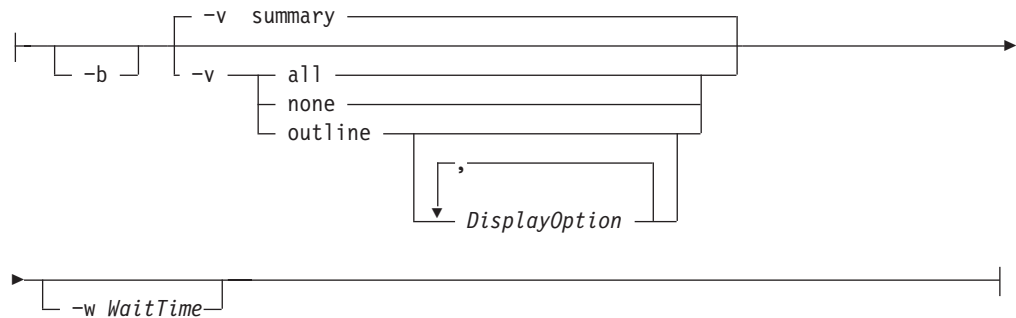 -v summary
-b -v all
none
outline
,
DisplayOption
-w WaitTime